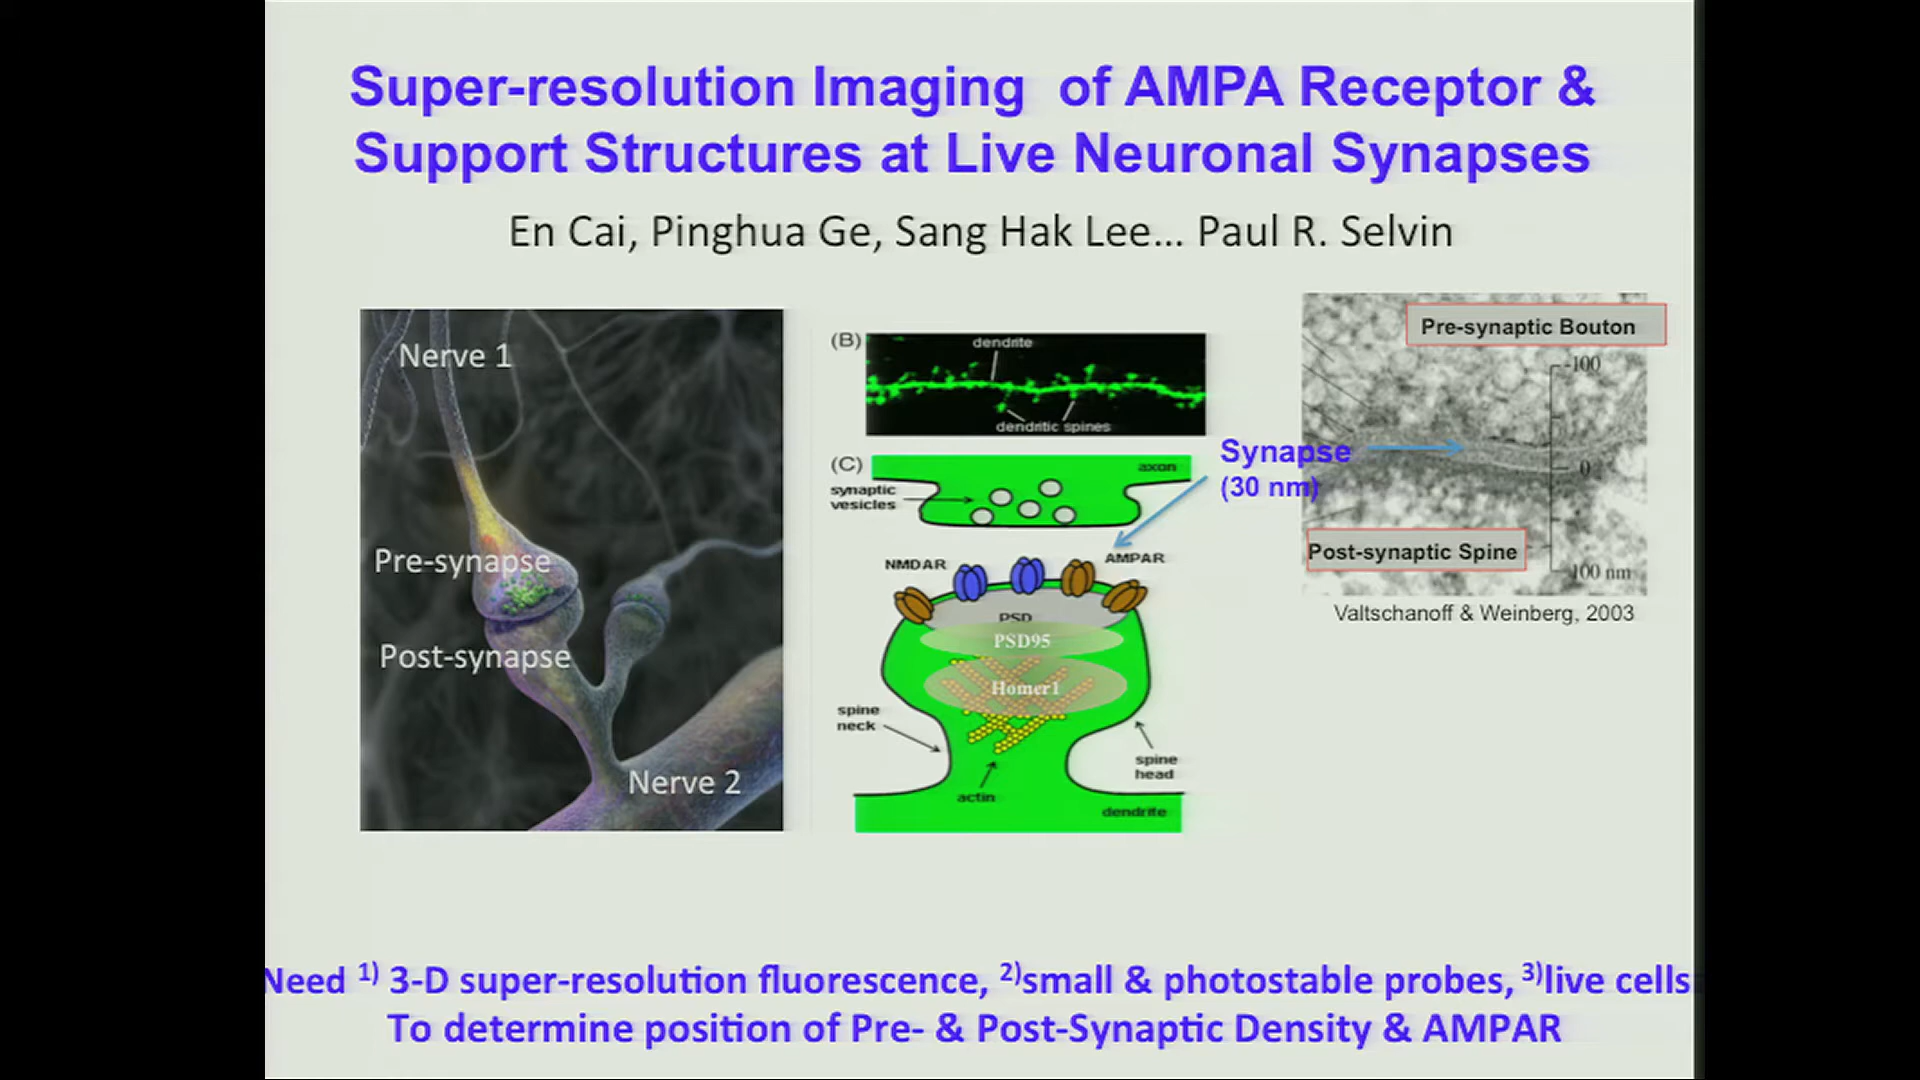 Super-resolution Imaging of AMPA Receptor &
Support Structures at Live Neuronal Synapses
En Cai, Pinghua Ge, Sang Hak Lee... Paul R. Selvin
Nerve 1
Pre-synapse
Post-synapse
Nerve 2
(B)
dendrite
dendritic spines
(C)
axon
synaptic
vesicles
NMDAR
AMPAR
PSD
PSD95
Homer1
spine
neck
spine
head
actin
dendrite
Synapse
(30 nm)
Pre-synaptic Bouton
-100
0
Post-synaptic Spine
100 nm
Valtschanoff & Weinberg, 2003
Need 1) 3-D super-resolution fluorescence, 2)small & photostable probes, 3)live cells
To determine position of Pre- & Post-Synaptic Density & AMPAR